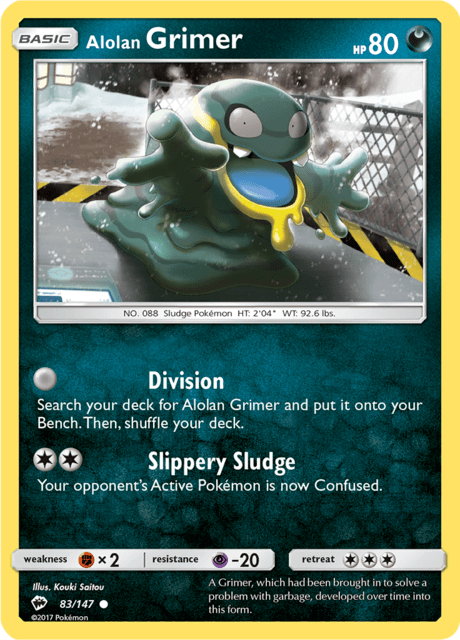 BASIC Alolan Grimer HP 80
NO. 088 Sludge Pokémon HT: 2'04" WT: 92.6 lbs.
Division
Search your deck for Alolan Grimer and put it onto your
Bench. Then, shuffle your deck.
Slippery Sludge
Your opponent's Active Pokémon is now Confused.
weakness × 2 resistance -20 retreat
Illus. Kouki Saitou
83/147
©2017 Pokémon
A Grimer, which had been brought in to solve a
problem with garbage, developed over time into
this form.